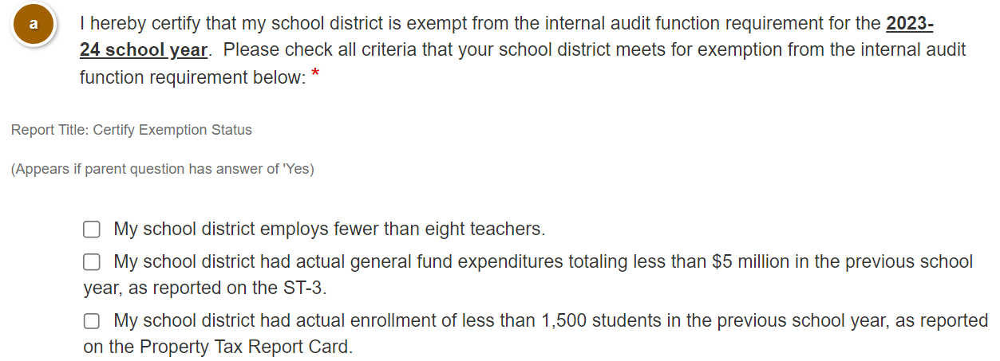 a
I hereby certify that my school district is exempt from the internal audit function requirement for the 2023-
24 school year.  Please check all criteria that your school district meets for exemption from the internal audit
function requirement below: *
Report Title: Certify Exemption Status
(Appears if parent question has answer of 'Yes)
My school district employs fewer than eight teachers.
My school district had actual general fund expenditures totaling less than $5 million in the previous school
year, as reported on the ST-3.
My school district had actual enrollment of less than 1,500 students in the previous school year, as reported
on the Property Tax Report Card.